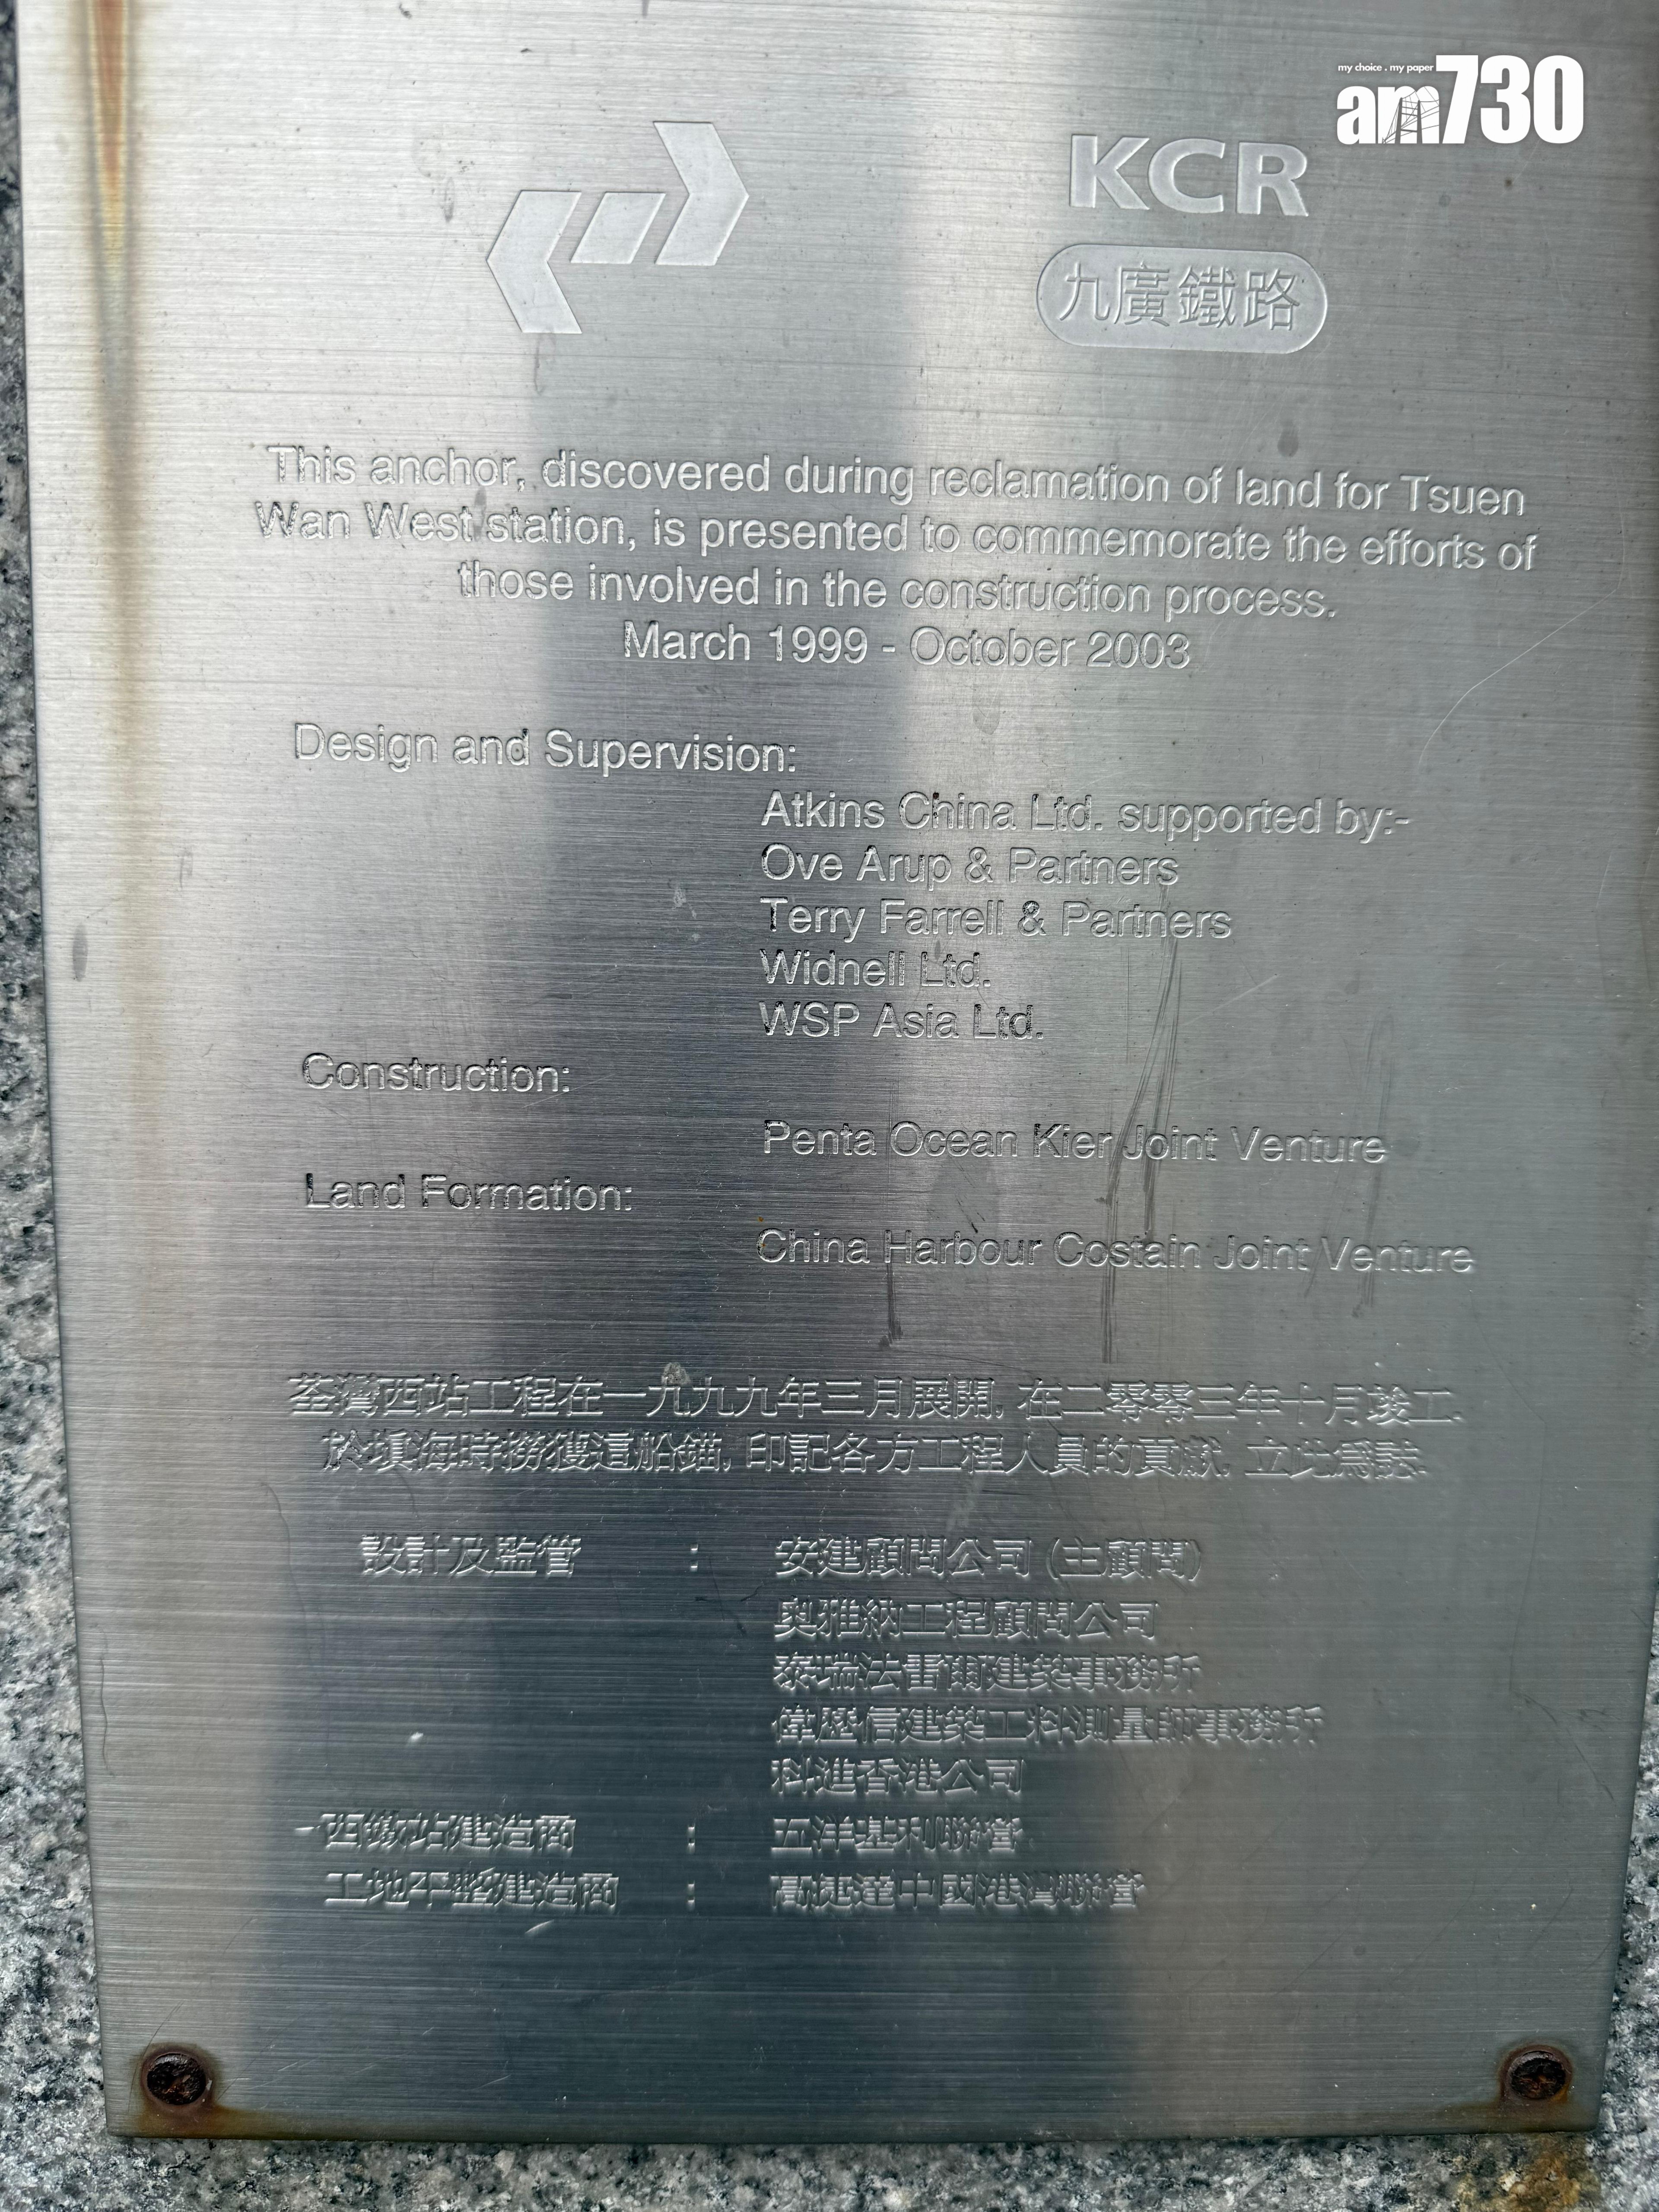 my choice . my paper
am730
KCR
九廣鐵路
This anchor, discovered during reclamation of land for Tsuen
Wan West station, is presented to commemorate the efforts of
those involved in the construction process.
March 1999 - October 2003
Design and Supervision:
Atkins China Ltd. supported by:-
Ove Arup & Partners
Terry Farrell & Partners
Widnell Ltd.
WSP Asia Ltd.
Construction:
Penta Ocean Kier Joint Venture
Land Formation:
China Harbour Costain Joint Venture
荃灣西站工程在一九九九年三月展開, 在二零零三年十月竣工.
於填海時撈獲這船錨, 印記各方工程人員的貢獻, 立此為誌.
設計及監管 : 安建顧問公司 (主顧問)
奧雅納工程顧問公司
泰瑞法雷爾建築事務所
偉歷信建築工料測量師事務所
科進香港公司
西鐵站建造商 : 五洋基利聯營
工地平整建造商 : 高達中國港灣聯營